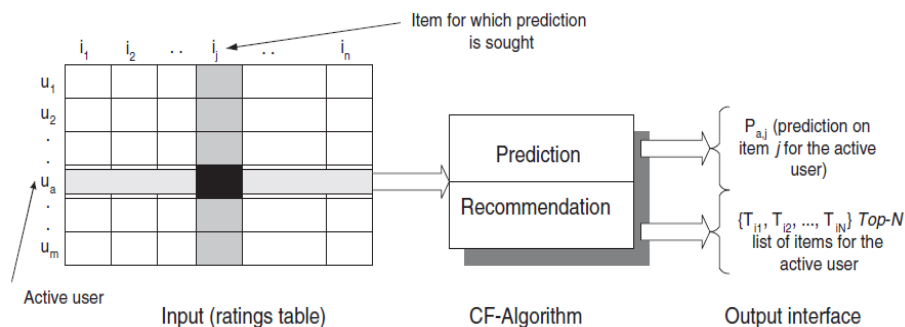 Item for which prediction
is sought
i1 i2 . . ij . . in
u1
u2
.
.
ua
.
.
um
Active user
Input (ratings table)
Prediction
Recommendation
CF-Algorithm
Pa,j (prediction on
item j for the active
user)
{Ti1, Ti2, ..., TiN} Top-N
list of items for the
active user
Output interface